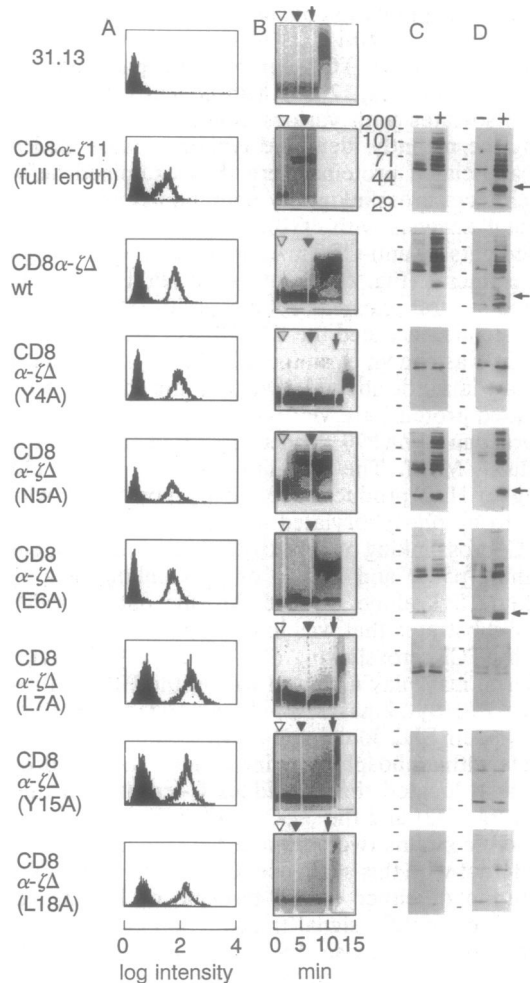 A B C D
31.13
CD8α-ζ11
(full length)
- + - +
200
101
71
44
29
CD8α-ζΔ
wt
CD8
α-ζΔ
(Y4A)
CD8
α-ζΔ
(N5A)
CD8
α-ζΔ
(E6A)
CD8
α-ζΔ
(L7A)
CD8
α-ζΔ
(Y15A)
CD8
α-ζΔ
(L18A)
0 2 4 0 5 10 15
log intensity min